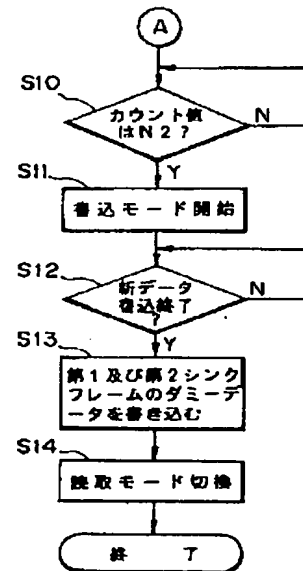 A
S10
カウント値
はN2?
N
Y
S11
書込モード開始
S12
新データ
書込終了
?
N
Y
S13
第1及び第2シンク
フレームのダミーデ
ータを書き込む
S14
読取モード切換
終 了